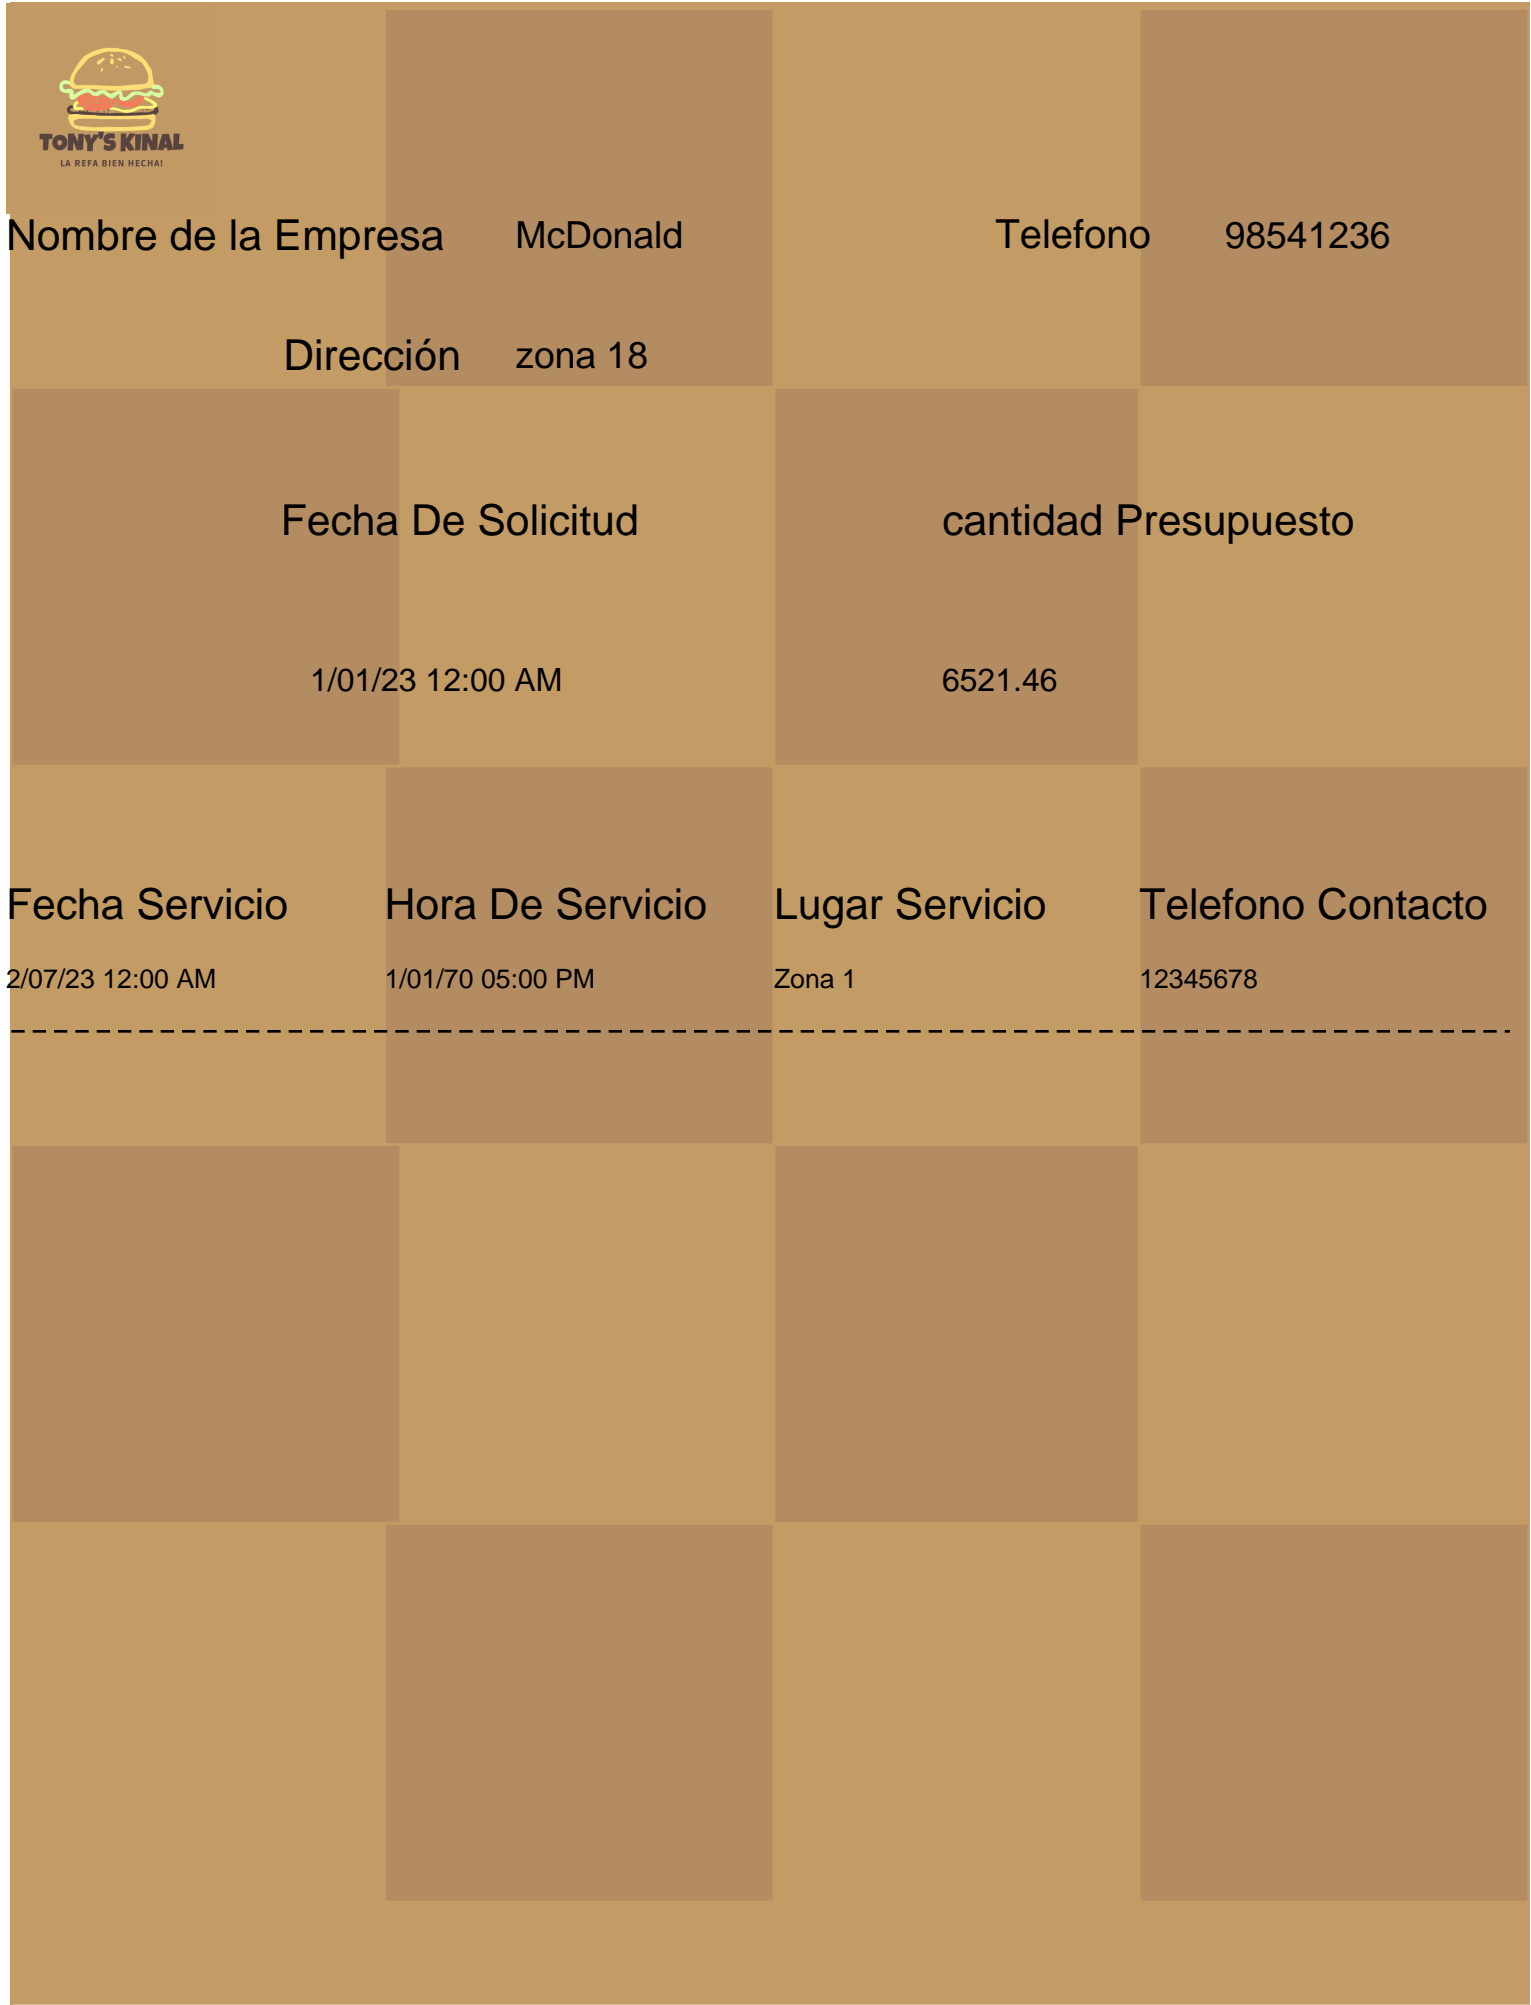 TONY'S KINAL
LA REFA BIEN HECHA!
Nombre de la Empresa McDonald Telefono 98541236
Dirección zona 18
Fecha De Solicitud cantidad Presupuesto
1/01/23 12:00 AM 6521.46
Fecha Servicio Hora De Servicio Lugar Servicio Telefono Contacto
2/07/23 12:00 AM 1/01/70 05:00 PM Zona 1 12345678